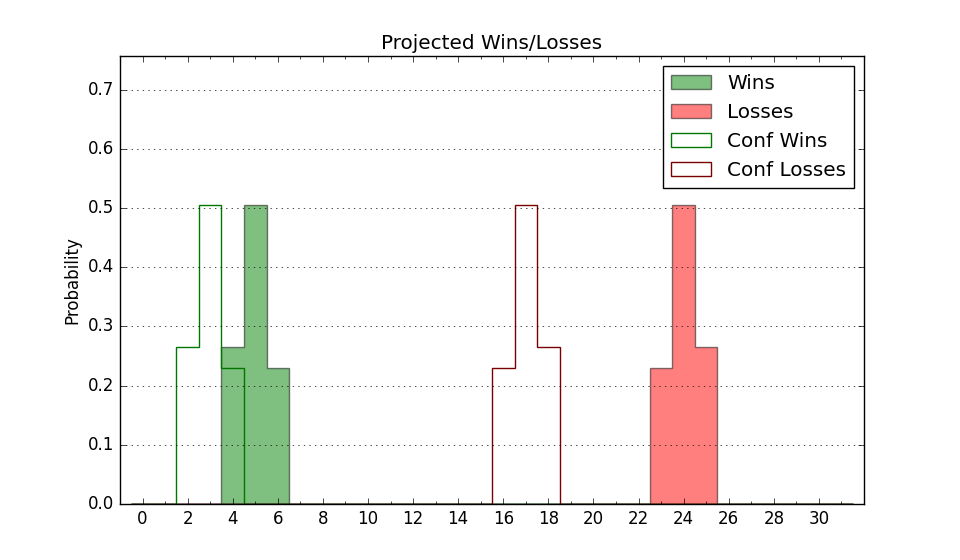 Projected Wins/Losses
Wins
Losses
Conf Wins
Conf Losses
Probability
0.7
0.6
0.5
0.4
0.3
0.2
0.1
0.0
0 2 4 6 8 10 12 14 16 18 20 22 24 26 28 30